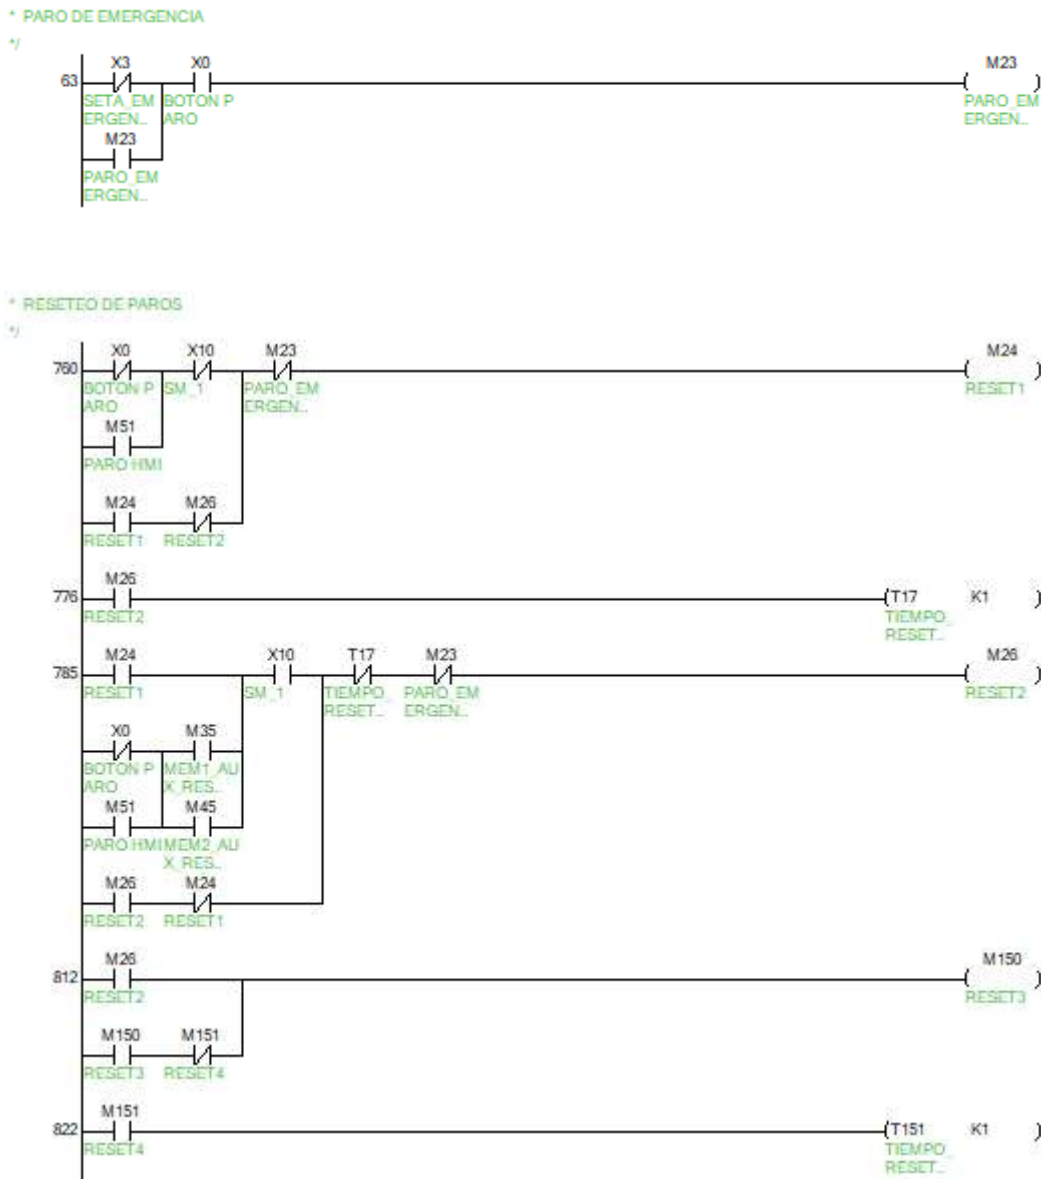 * PARO DE EMERGENCIA
*/
X3 X0 M23
63
SETA_EM BOTON P PARO_EM
ERGEN... ARO ERGEN...
M23
PARO_EM
ERGEN...
* RESETEO DE PAROS
*/
X0 X10 M23 M24
760
BOTON P SM_1 PARO_EM RESET1
ARO ERGEN...
M51
PARO HMI
M24 M26
RESET1 RESET2
M26
776 T17 K1
RESET2 TIEMPO_
RESET...
M24 X10 T17 M23 M26
785
RESET1 SM_1 TIEMPO_ PARO_EM RESET2
RESET... ERGEN...
X0 M35
BOTON P MEM1_AU
ARO X_RES...
M51 M45
PARO HMI MEM2_AU
X_RES...
M26 M24
RESET2 RESET1
M26 M150
812
RESET2 RESET3
M150 M151
RESET3 RESET4
M151
822 T151 K1
RESET4 TIEMPO_
RESET...